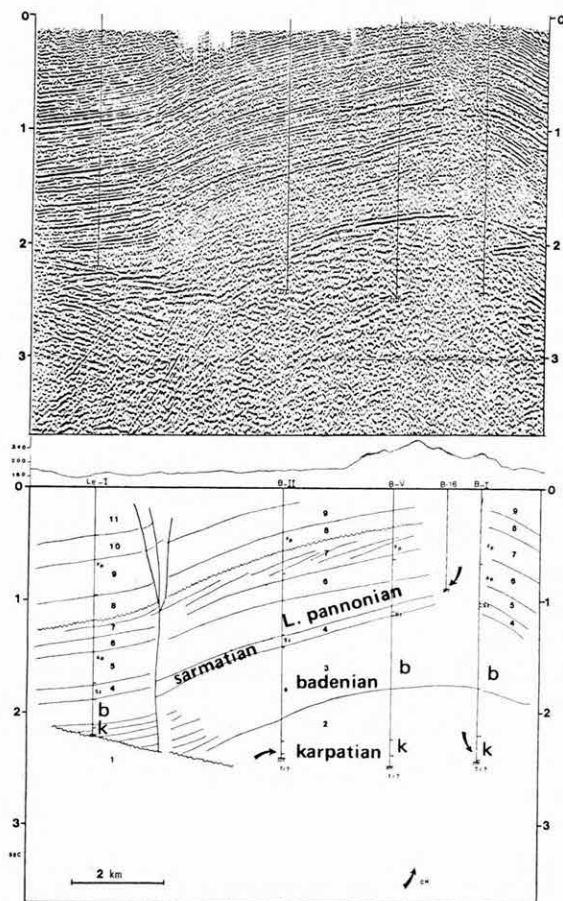 0 0
1 1
2 2
3 3
0 0
Le-I B-II B-V B-16 B-I
11 9 9
10 8 8
9 7 7
8 6 6
1 1
7 L. pannonian 5
6 4 4
5 sarmatian
4 3
b badenian b b
2 2
k 2
1 karpatian k k
3 3
SEC
2 km